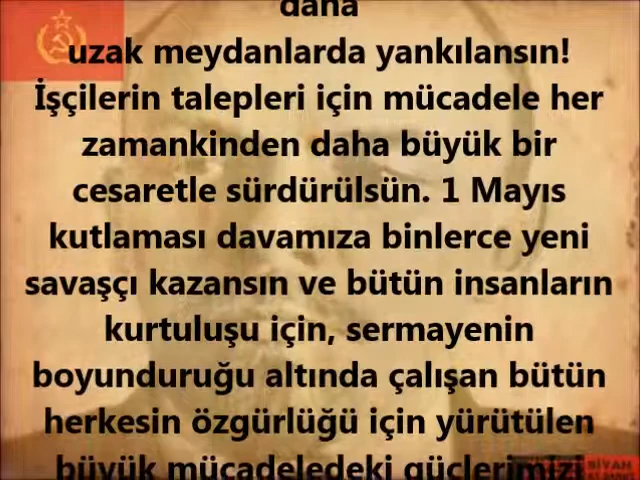 daha
uzak meydanlarda yankılansın!
İşçilerin talepleri için mücadele her
zamankinden daha büyük bir
cesaretle sürdürülsün. 1 Mayıs
kutlaması davamıza binlerce yeni
savaşçı kazansın ve bütün insanların
kurtuluşu için, sermayenin
boyunduruğu altında çalışan bütün
herkesin özgürlüğü için yürütülen
büyük mücadeledeki güçlerimizi